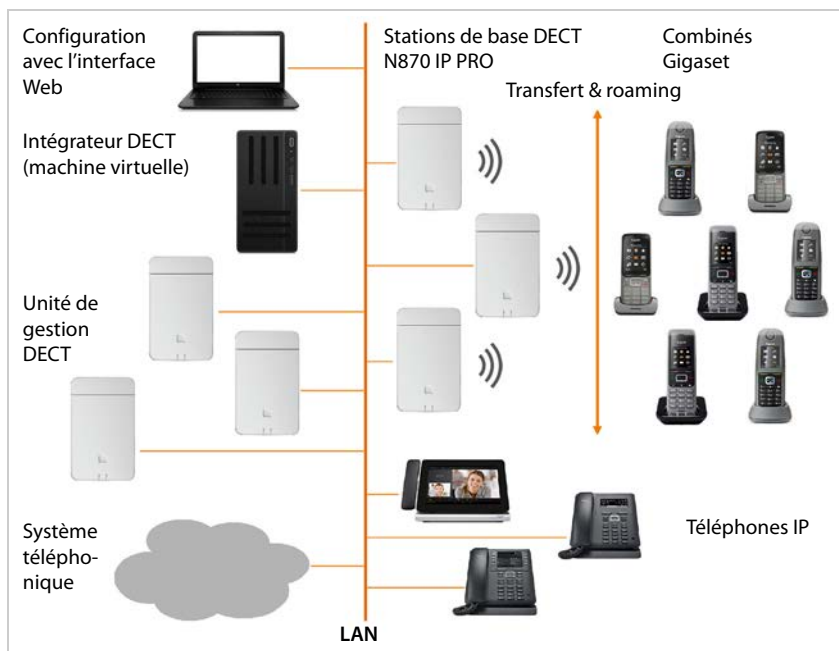 Configuration
avec l'interface
Web
Stations de base DECT
N870 IP PRO
Combinés
Gigaset
Transfert & roaming
Intégrateur DECT
(machine virtuelle)
Unité de
gestion
DECT
Système
télépho-
nique
Téléphones IP
LAN